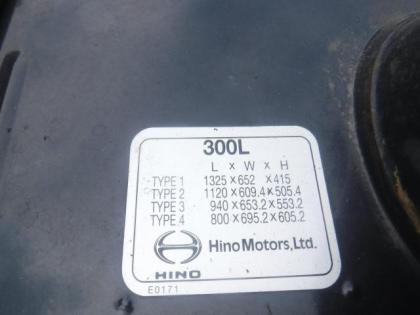 300L
L × W × H
TYPE 1 1325×652 ×415
TYPE 2 1120×609.4×505.4
TYPE 3 940×653.2×553.2
TYPE 4 800×695.2×605.2
Hino Motors, Ltd.
HINO
E0171